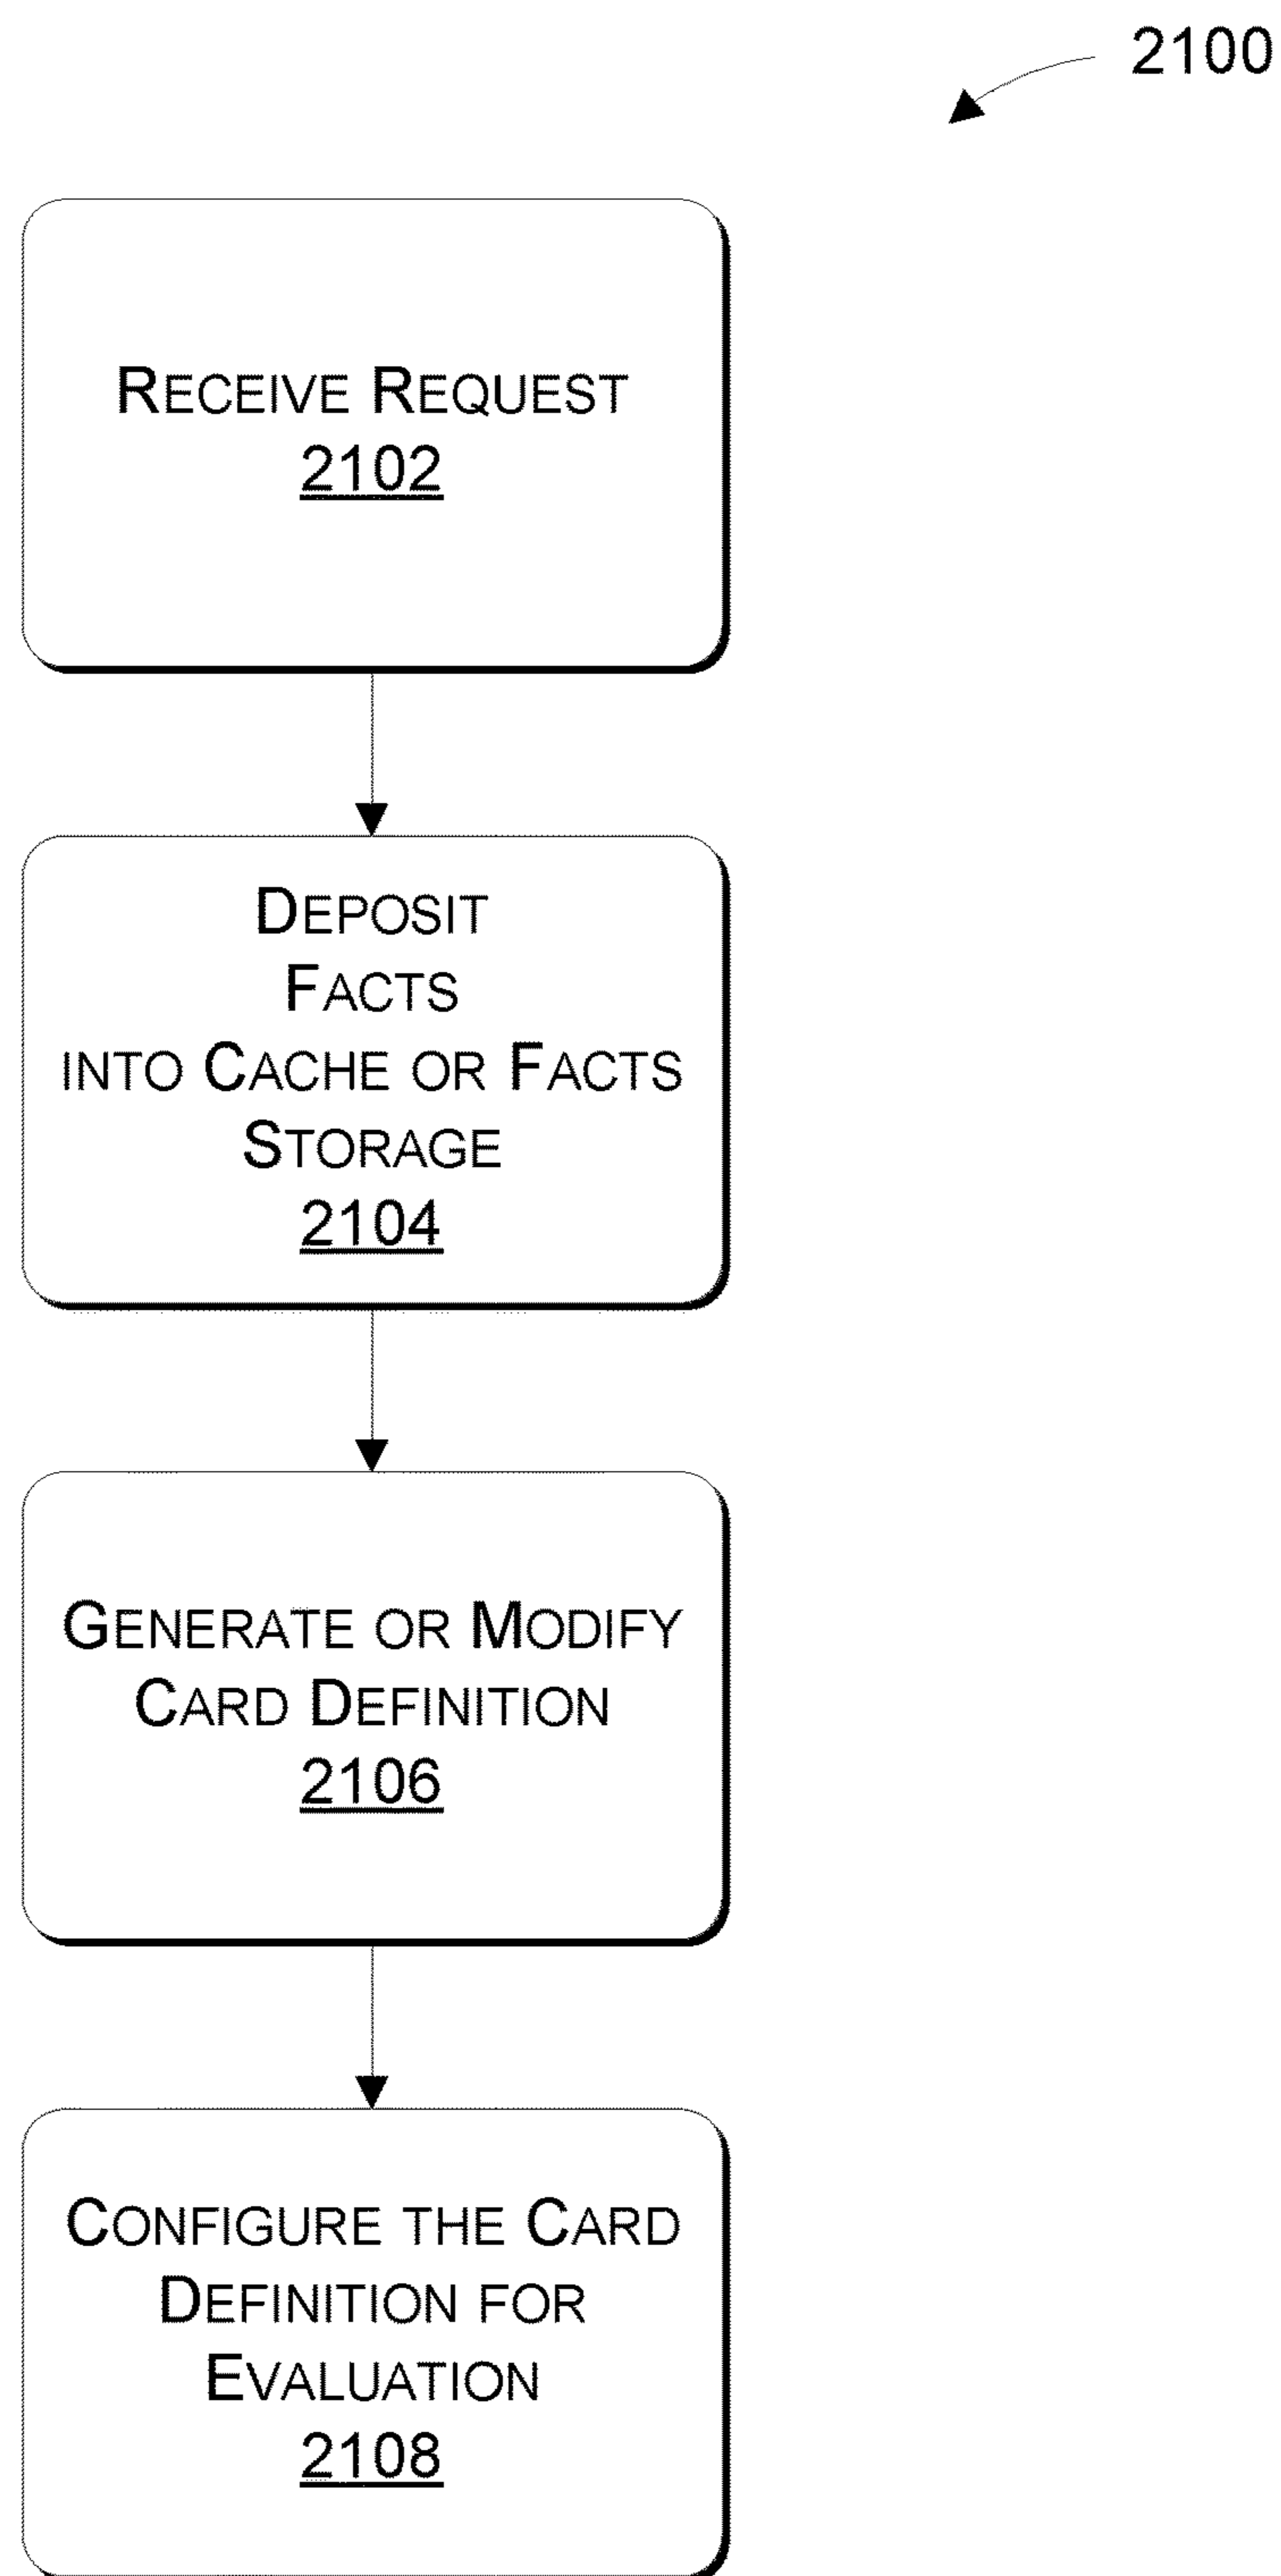 2100
RECEIVE REQUEST
2102
DEPOSIT
FACTS
INTO CACHE OR FACTS
STORAGE
2104
GENERATE OR MODIFY
CARD DEFINITION
2106
CONFIGURE THE CARD
DEFINITION FOR
EVALUATION
2108